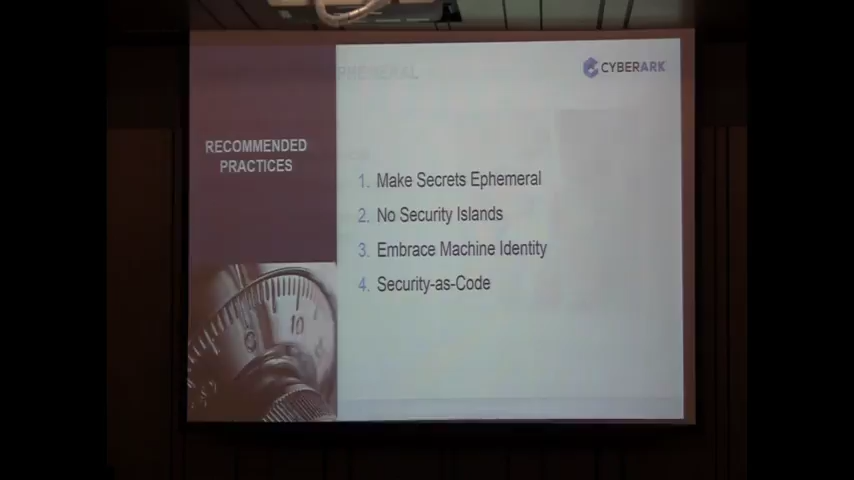 CYBERARK
RECOMMENDED
PRACTICES
1. Make Secrets Ephemeral
2. No Security Islands
3. Embrace Machine Identity
4. Security-as-Code
10